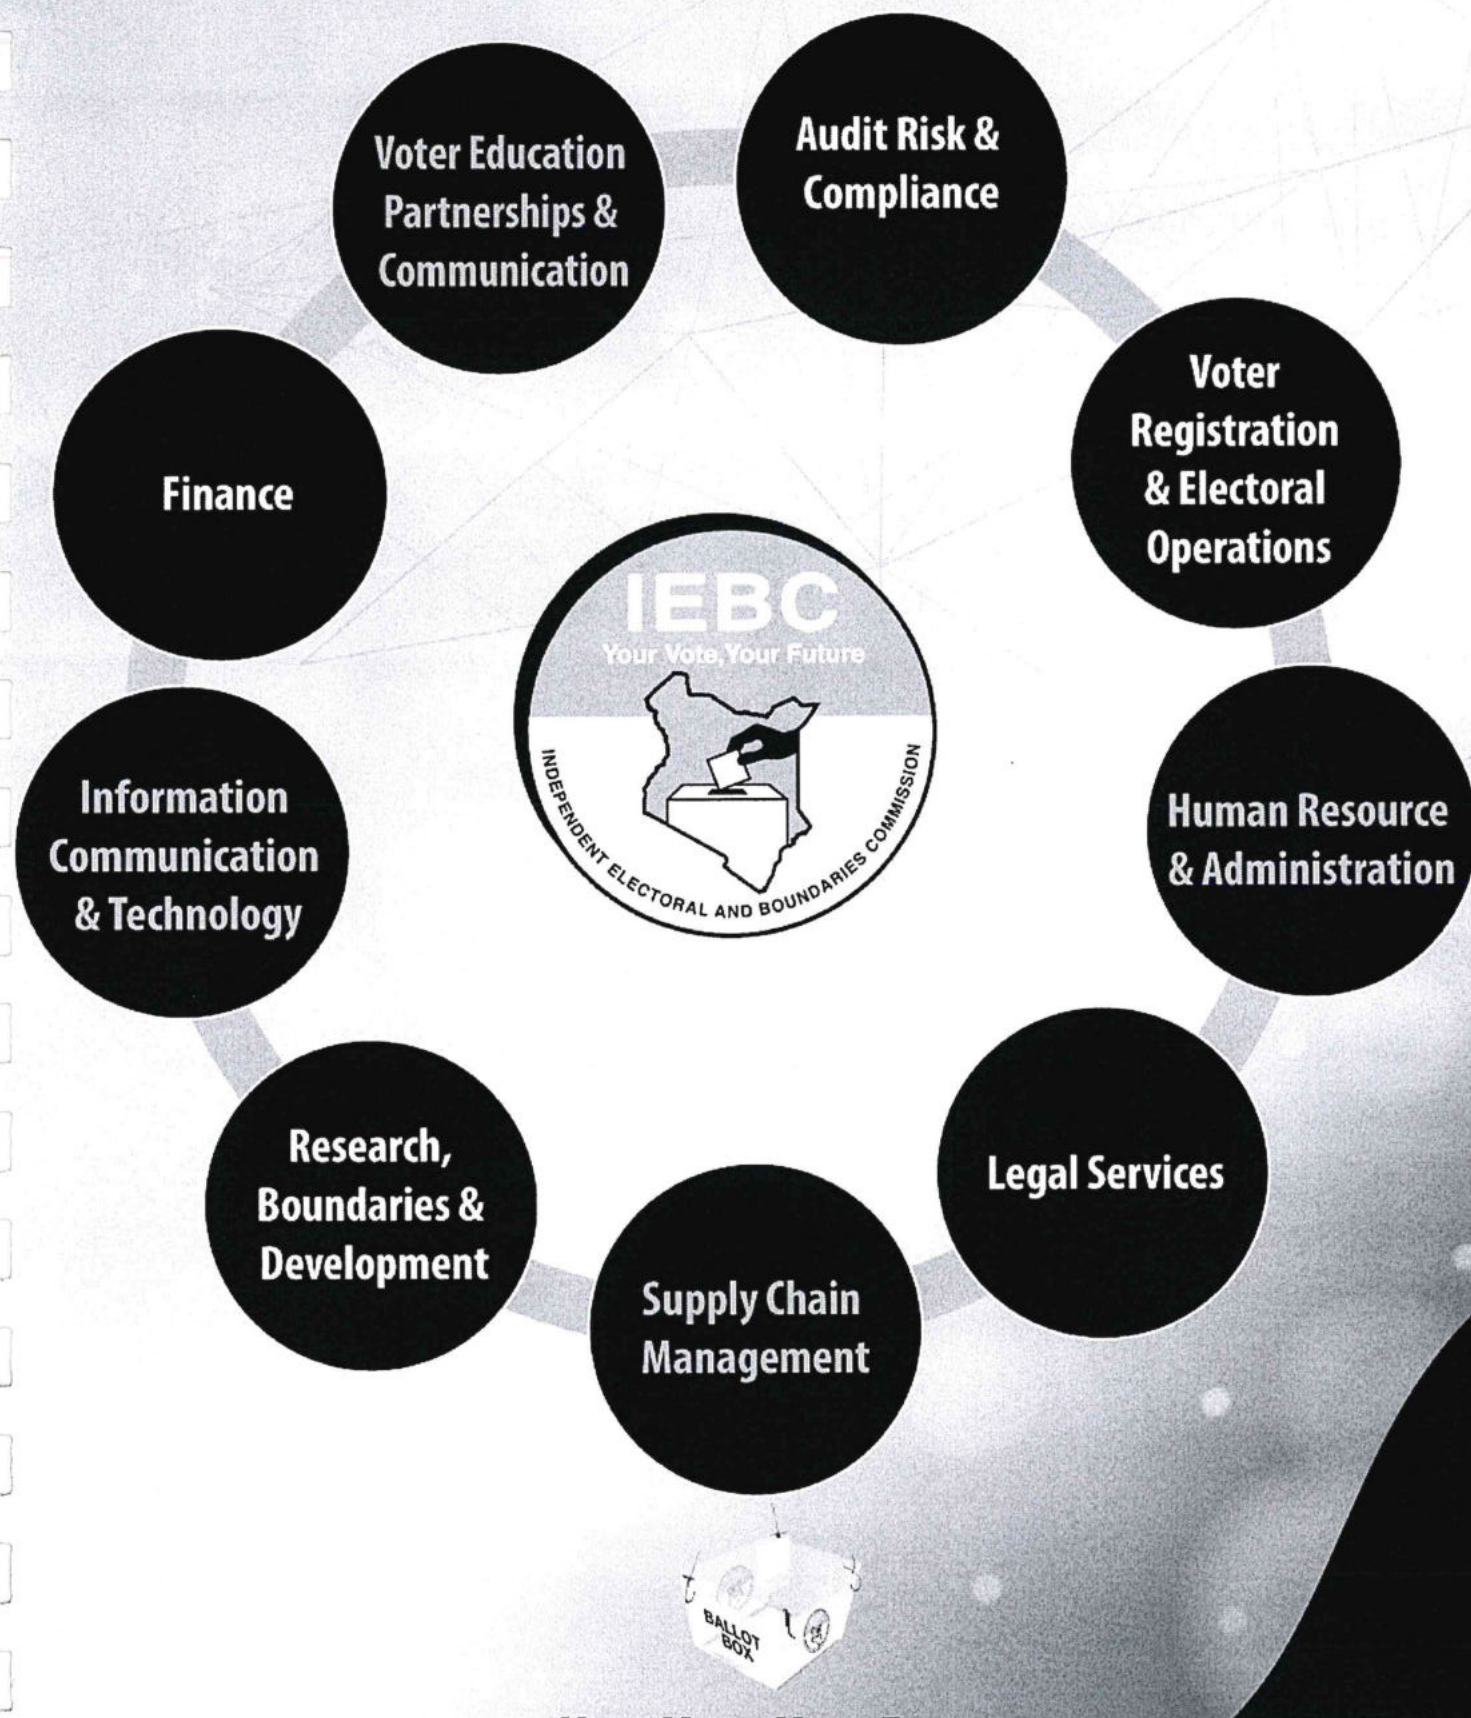 Voter Education
Partnerships &
Communication
Audit Risk &
Compliance
Voter
Registration
& Electoral
Operations
Human Resource
& Administration
Legal Services
Supply Chain
Management
Research,
Boundaries &
Development
Information
Communication
& Technology
Finance
IEBC
Your Vote, Your Future
INDEPENDENT ELECTORAL AND BOUNDARIES COMMISSION
BALLOT
BOX